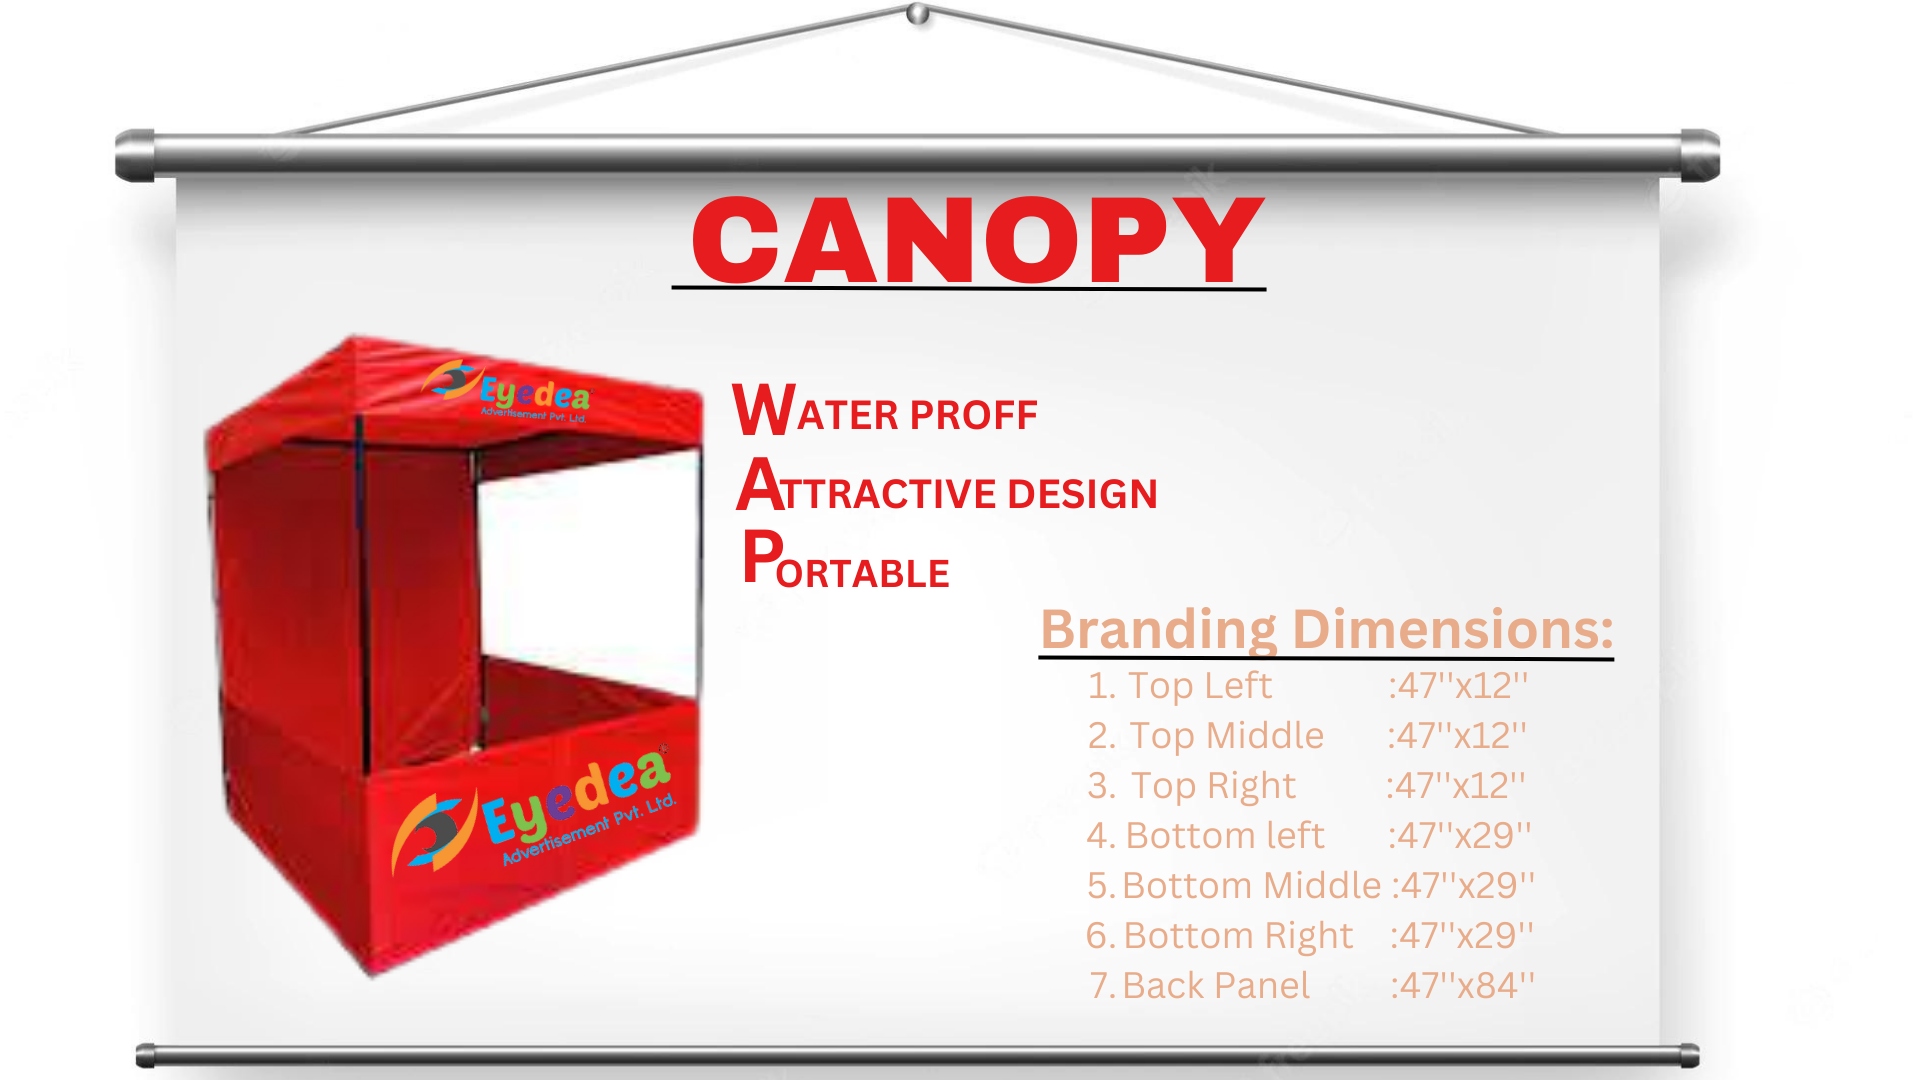 CANOPY
Eyedea
Advertisement Pvt. Ltd.
WATER PROFF
ATTRACTIVE DESIGN
PORTABLE
Branding Dimensions:
1. Top Left :47''x12''
2. Top Middle :47''x12''
3. Top Right :47''x12''
4. Bottom left :47''x29''
5. Bottom Middle :47''x29''
6. Bottom Right :47''x29''
7. Back Panel :47''x84''
Eyedea
Advertisement Pvt. Ltd.